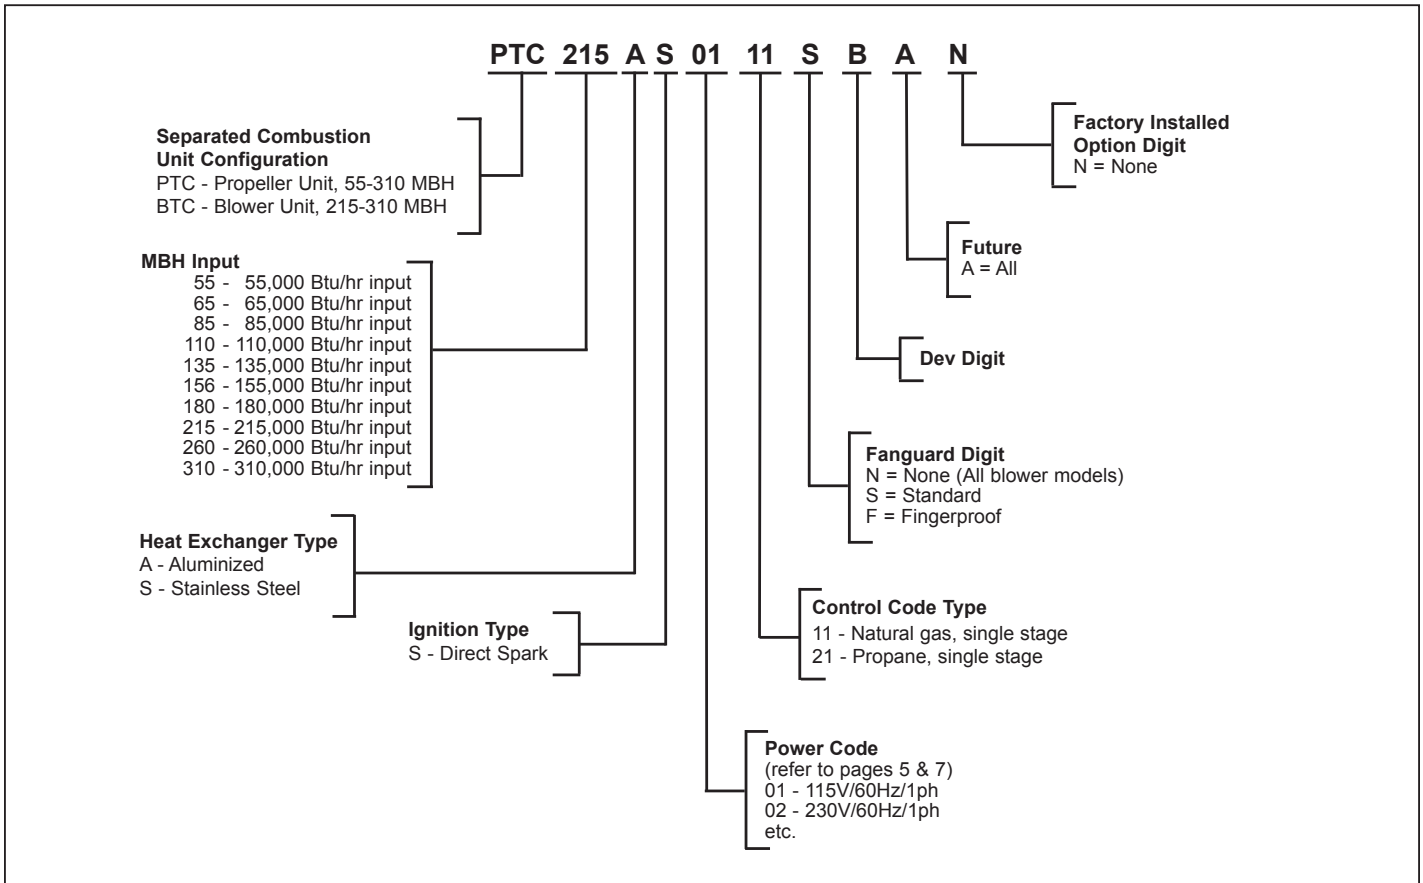 PTC 215 A S 01 11 S B A N
Separated Combustion
Unit Configuration
PTC - Propeller Unit, 55-310 MBH
BTC - Blower Unit, 215-310 MBH
MBH Input
55 - 55,000 Btu/hr input
65 - 65,000 Btu/hr input
85 - 85,000 Btu/hr input
110 - 110,000 Btu/hr input
135 - 135,000 Btu/hr input
156 - 155,000 Btu/hr input
180 - 180,000 Btu/hr input
215 - 215,000 Btu/hr input
260 - 260,000 Btu/hr input
310 - 310,000 Btu/hr input
Heat Exchanger Type
A - Aluminized
S - Stainless Steel
Ignition Type
S - Direct Spark
Factory Installed
Option Digit
N = None
Future
A = All
Dev Digit
Fanguard Digit
N = None (All blower models)
S = Standard
F = Fingerproof
Control Code Type
11 - Natural gas, single stage
21 - Propane, single stage
Power Code
(refer to pages 5 & 7)
01 - 115V/60Hz/1ph
02 - 230V/60Hz/1ph
etc.